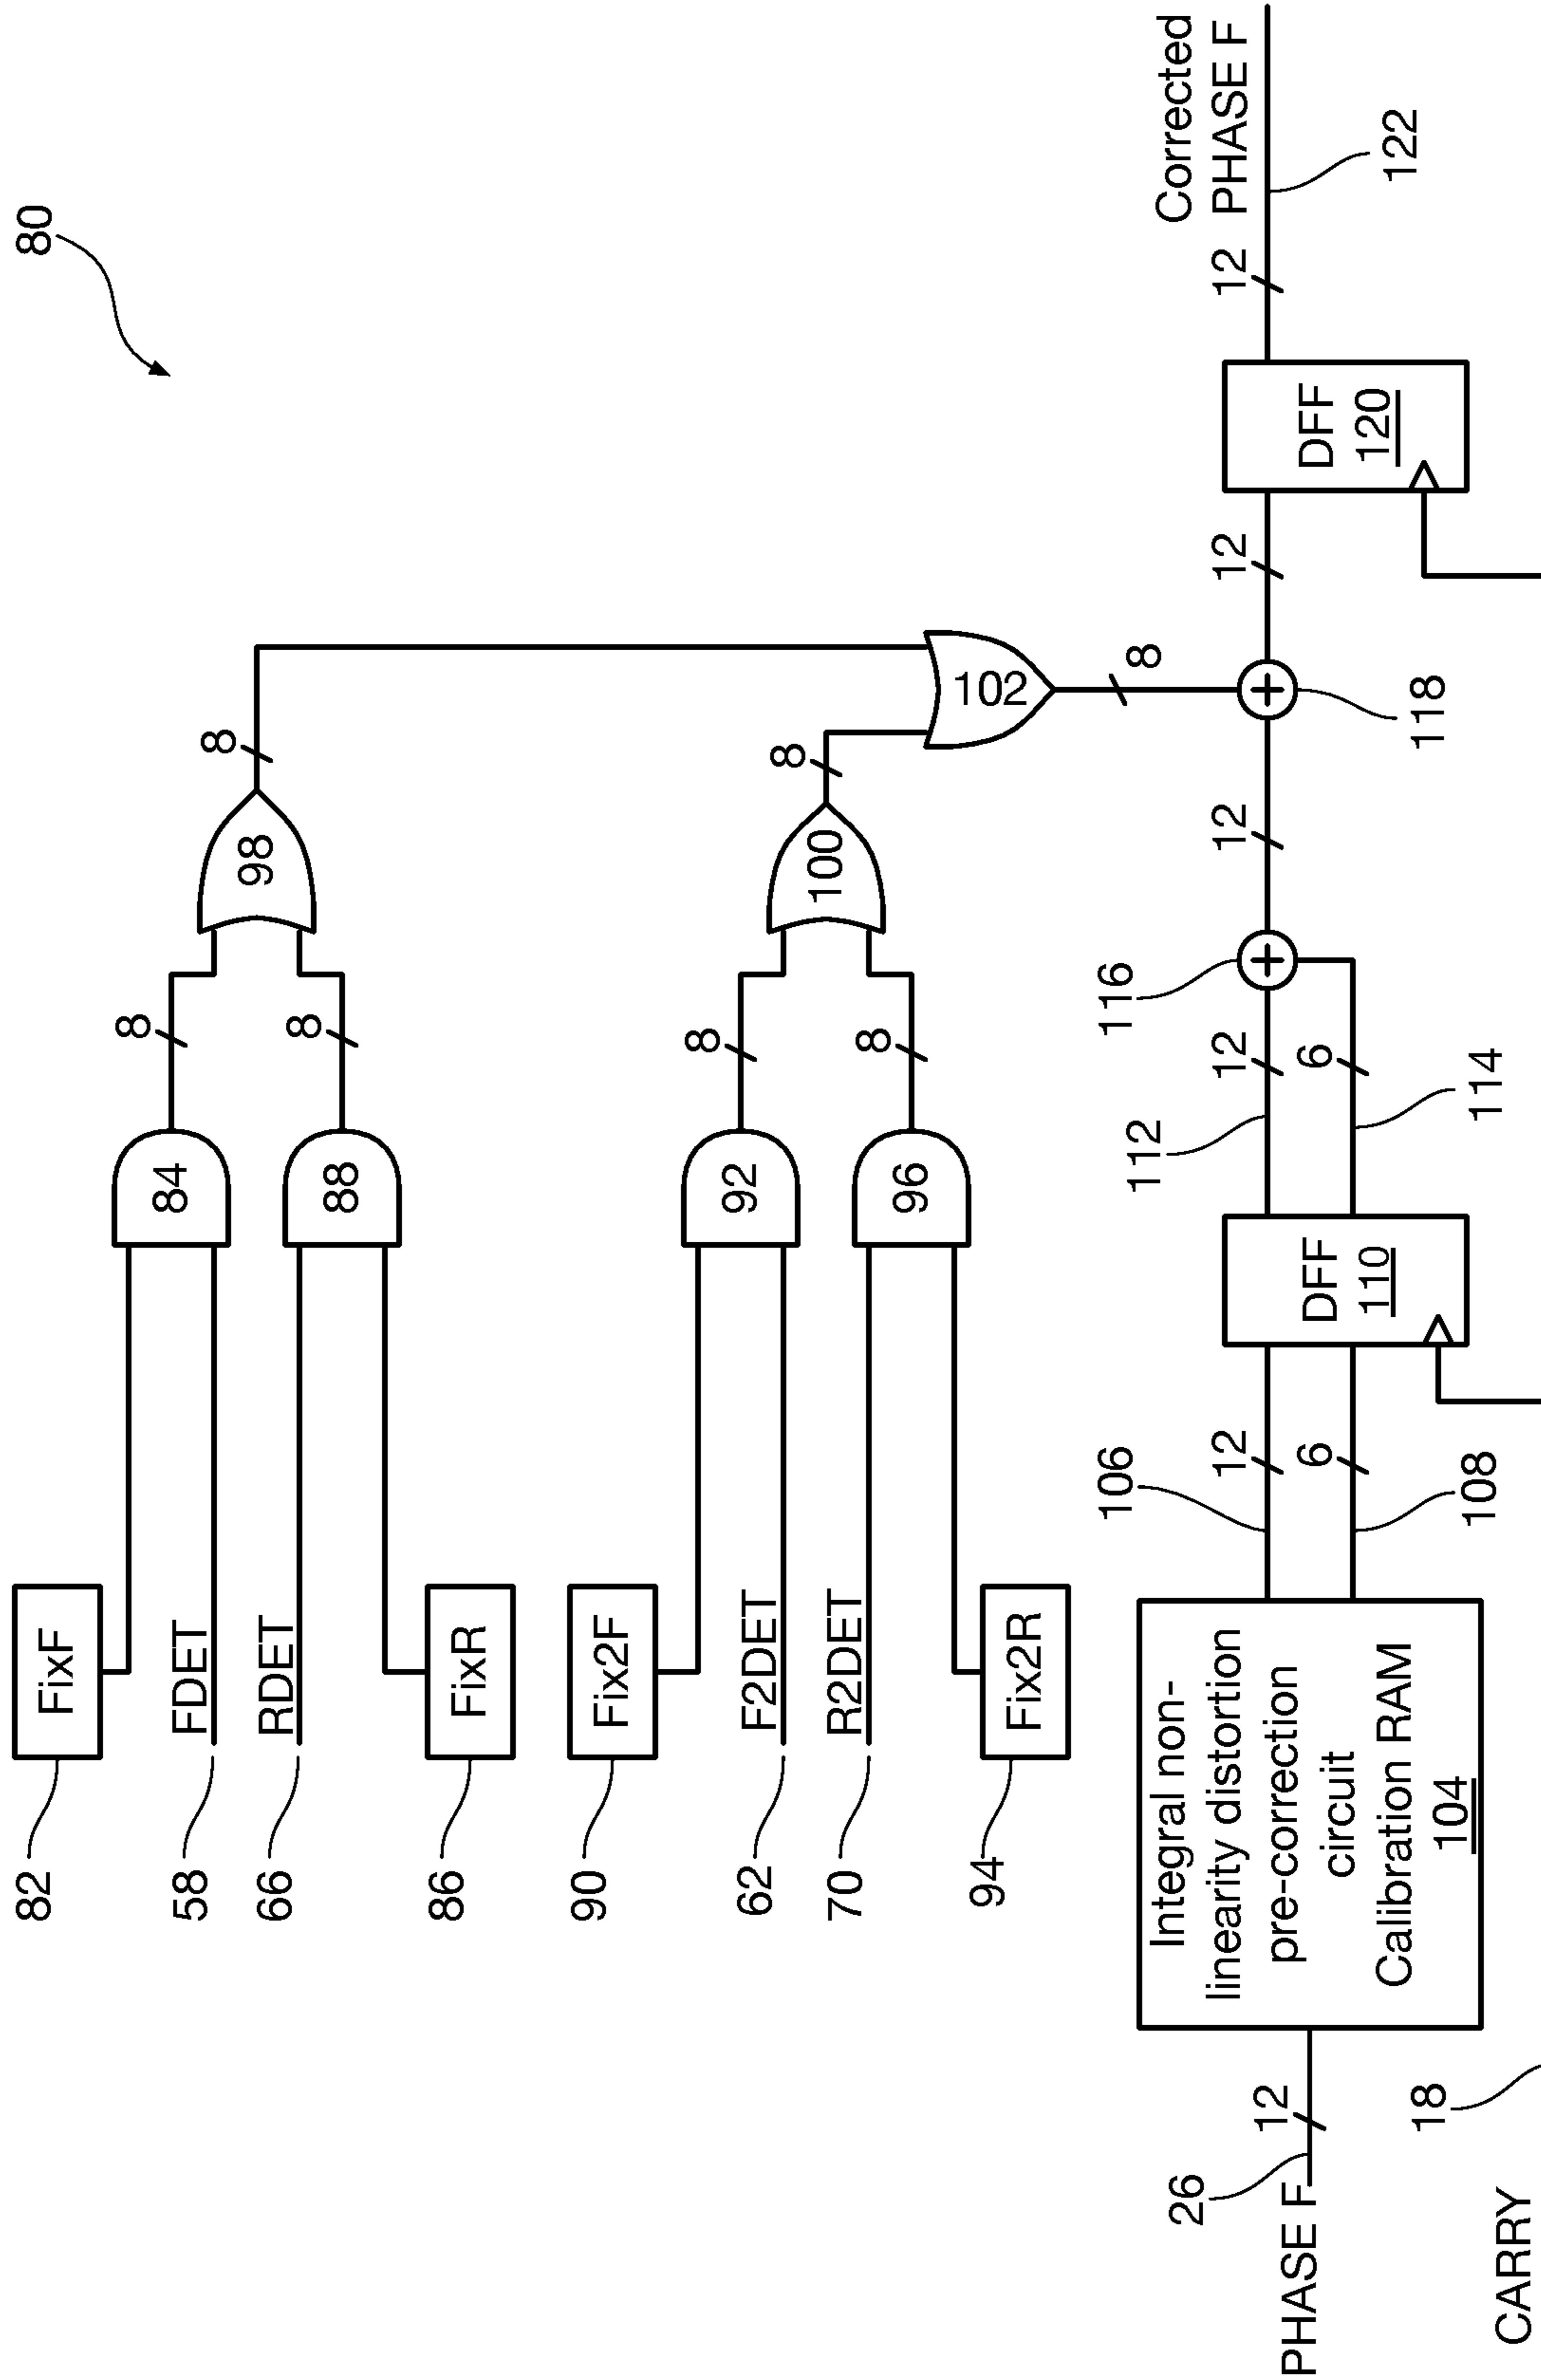 80
82
FixF
58
FDET
66
RDET
86
FixR
84
88
8
8
98
8
90
Fix2F
62
F2DET
70
R2DET
94
Fix2R
92
96
8
8
100
8
102
8
PHASE F
26
12
Integral non-
linearity distortion
pre-correction
circuit
Calibration RAM
104
106
12
6
108
DFF
110
112
12
6
114
116
12
118
12
DFF
120
12
Corrected
PHASE F
122
CARRY
18